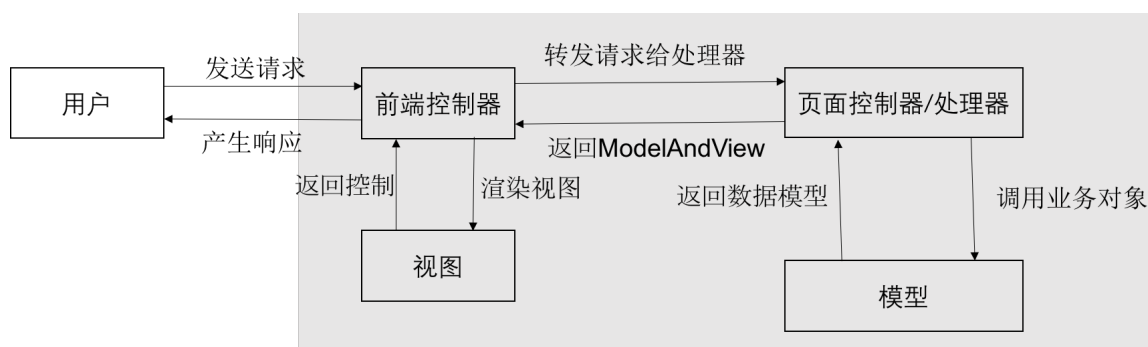 发送请求
转发请求给处理器
用户
前端控制器
页面控制器/处理器
产生响应
返回ModelAndView
返回控制
渲染视图
返回数据模型
调用业务对象
视图
模型